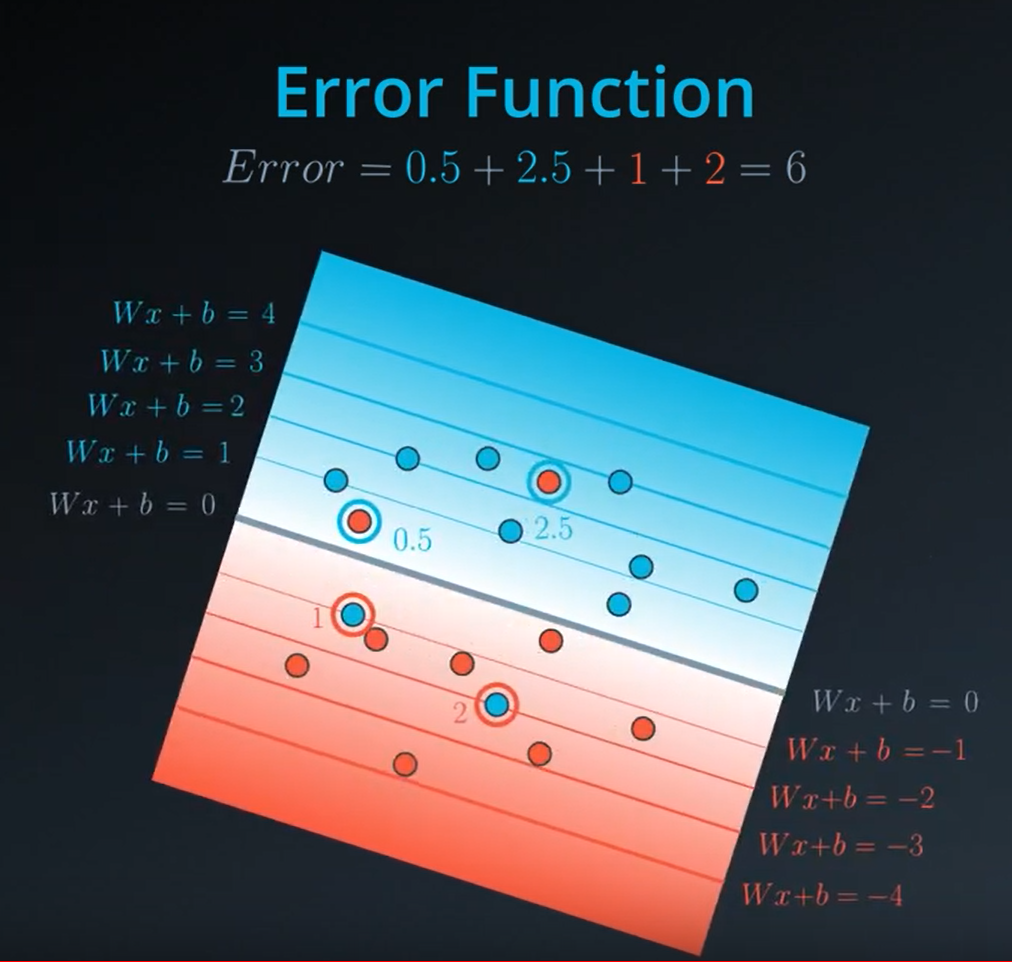 Error Function
Error = 0.5 + 2.5 + 1 + 2 = 6
Wx + b = 4
Wx + b = 3
Wx + b = 2
Wx + b = 1
Wx + b = 0
2.5
0.5
1
2
Wx + b = 0
Wx + b = −1
Wx+b = −2
Wx+b = −3
Wx+b = −4